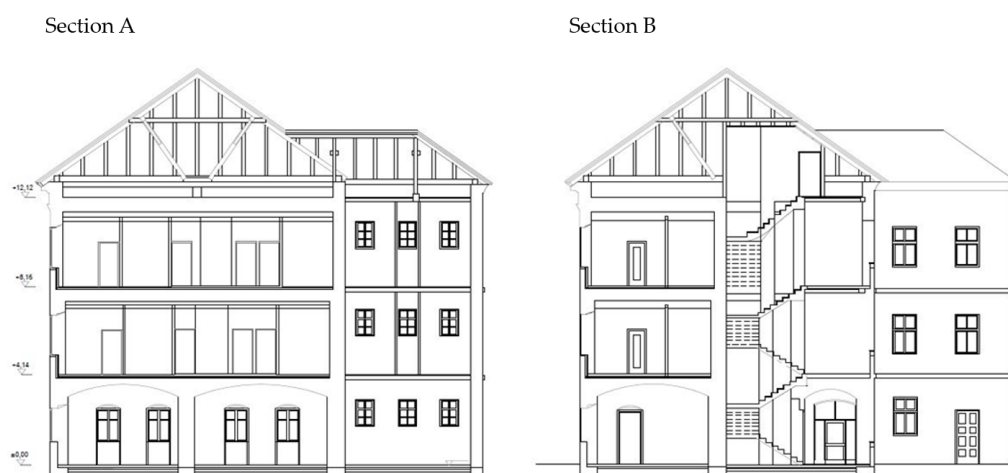 Section A
Section B
+12,12
+8,16
+4,14
±0,00